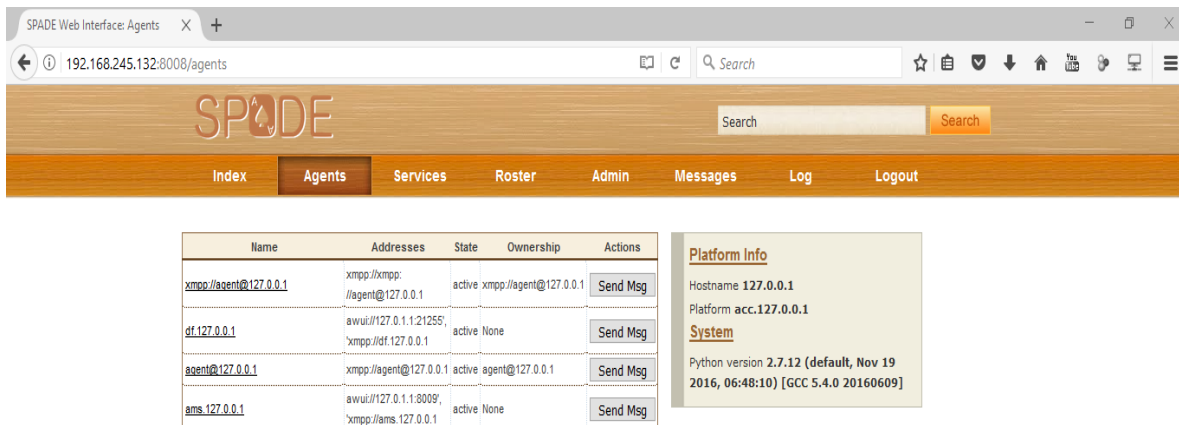 SPADE Web Interface: Agents
192.168.245.132:8008/agents
Search
SPADE
Search
Search
Index Agents Services Roster Admin Messages Log Logout
Name Addresses State Ownership Actions
xmpp://agent@127.0.0.1 xmpp://xmpp: //agent@127.0.0.1 active xmpp://agent@127.0.0.1 Send Msg
df.127.0.0.1 awui://127.0.1.1:21255', 'xmpp://df.127.0.0.1 active None Send Msg
agent@127.0.0.1 xmpp://agent@127.0.0.1 active agent@127.0.0.1 Send Msg
ams.127.0.0.1 awui://127.0.1.1:8009', 'xmpp://ams.127.0.0.1 active None Send Msg
Platform Info
Hostname 127.0.0.1
Platform acc.127.0.0.1
System
Python version 2.7.12 (default, Nov 19
2016, 06:48:10) [GCC 5.4.0 20160609]